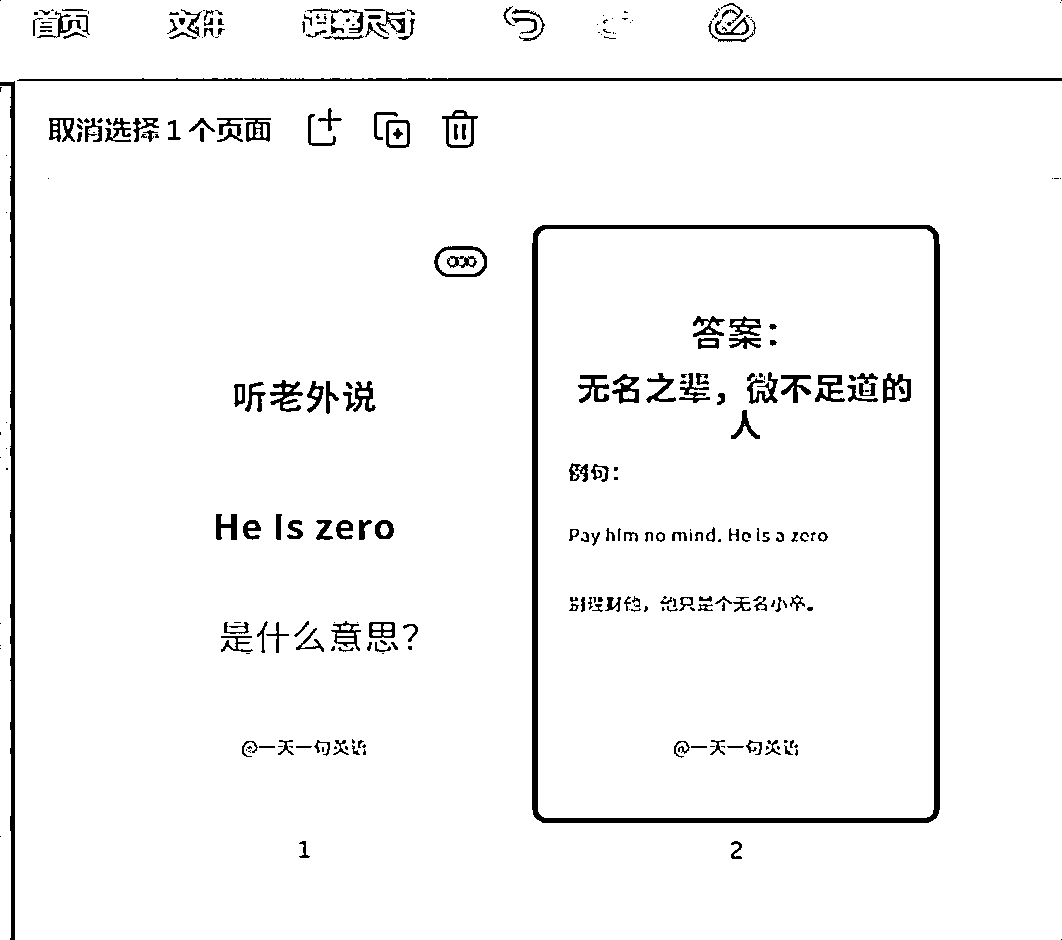 首页 文件 调整尺寸
取消选择 1 个页面
听老外说
He is zero
是什么意思？
@一天一句英语
1
答案：
无名之辈，微不足道的
人
例句：
Pay him no mind. He is a zero
别理财他，他只是个无名小卒。
@一天一句英语
2